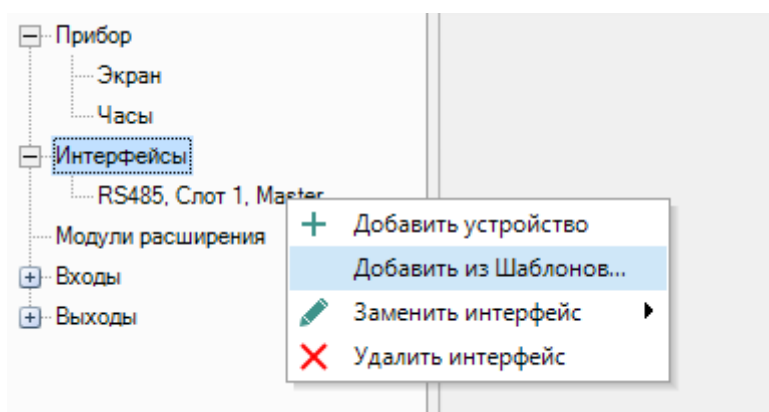 Прибор
Экран
Часы
Интерфейсы
RS485, Слот 1, Master
Модули расширения
Входы
Выходы
Добавить устройство
Добавить из Шаблонов...
Заменить интерфейс
Удалить интерфейс